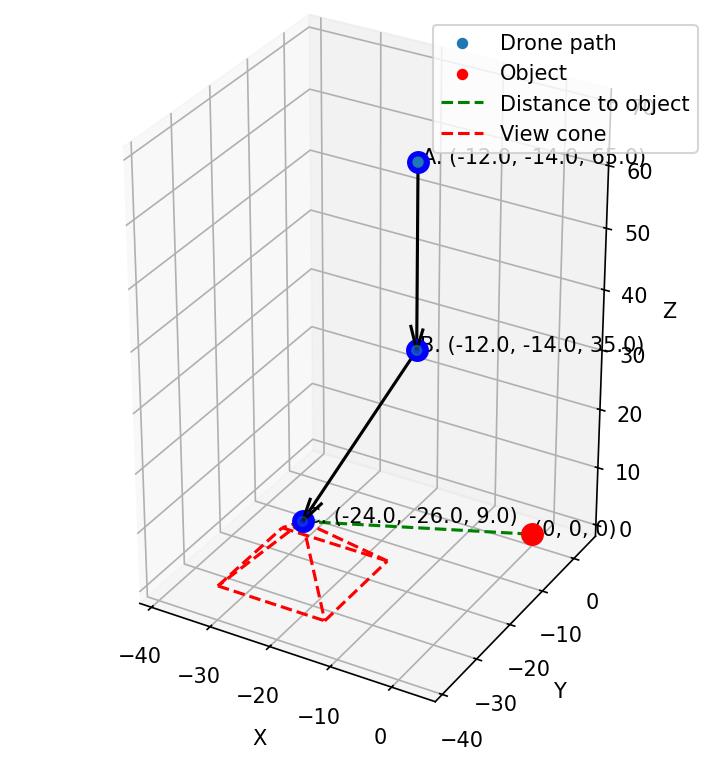 Drone path
Object
Distance to object
View cone
A. (-12.0, -14.0, 65.0)
60
50
Z
40
B. (-12.0, -14.0, 35.0)
30
20
10
(-24.0, -26.0, 9.0)
(0, 0, 0)
0
0
−10
−20
−30
−40
Y
−40
−30
−20
−10
0
X